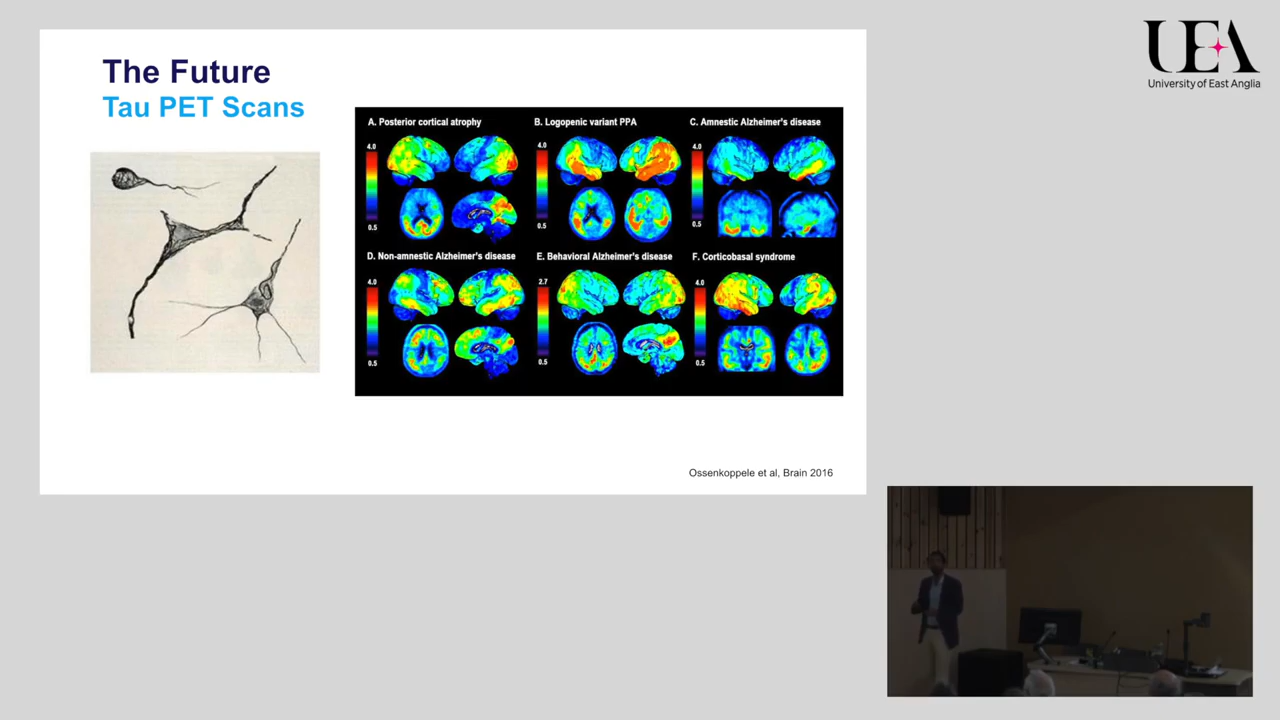 The Future
Tau PET Scans
A. Posterior cortical atrophy
4.0
0.5
B. Logopenic variant PPA
4.0
0.5
C. Amnestic Alzheimer's disease
4.0
0.5
D. Non-amnestic Alzheimer's disease
4.0
0.5
E. Behavioral Alzheimer's disease
2.7
0.5
F. Corticobasal syndrome
4.0
0.5
Ossenkoppele et al, Brain 2016
UEA
University of East Anglia